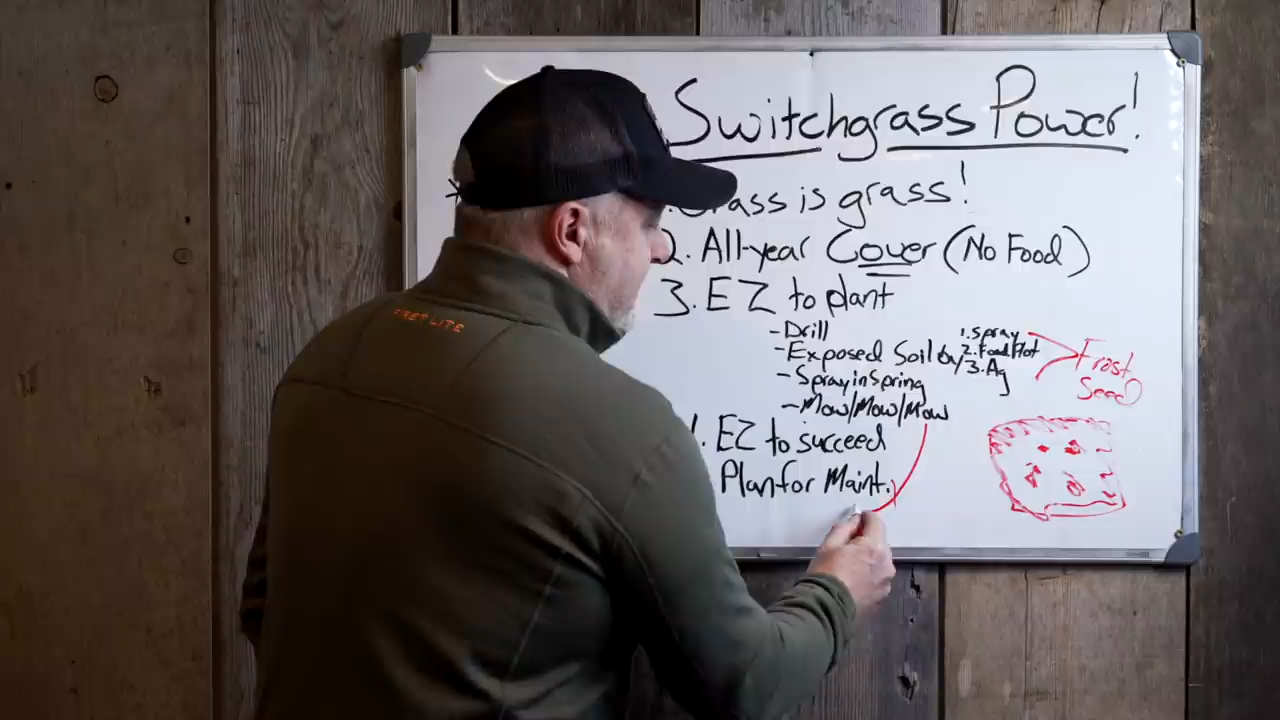 Switchgrass Power!
Grass is grass!
2. All-year Cover (No Food)
3. EZ to plant
- Drill
- Exposed Soil by
1. Spray
2. Food Plot
3. Ag
Frost
Seed
- Spray in Spring
- Mow/Mow/Mow
EZ to succeed
Plan for Maint.
FIRST LITE